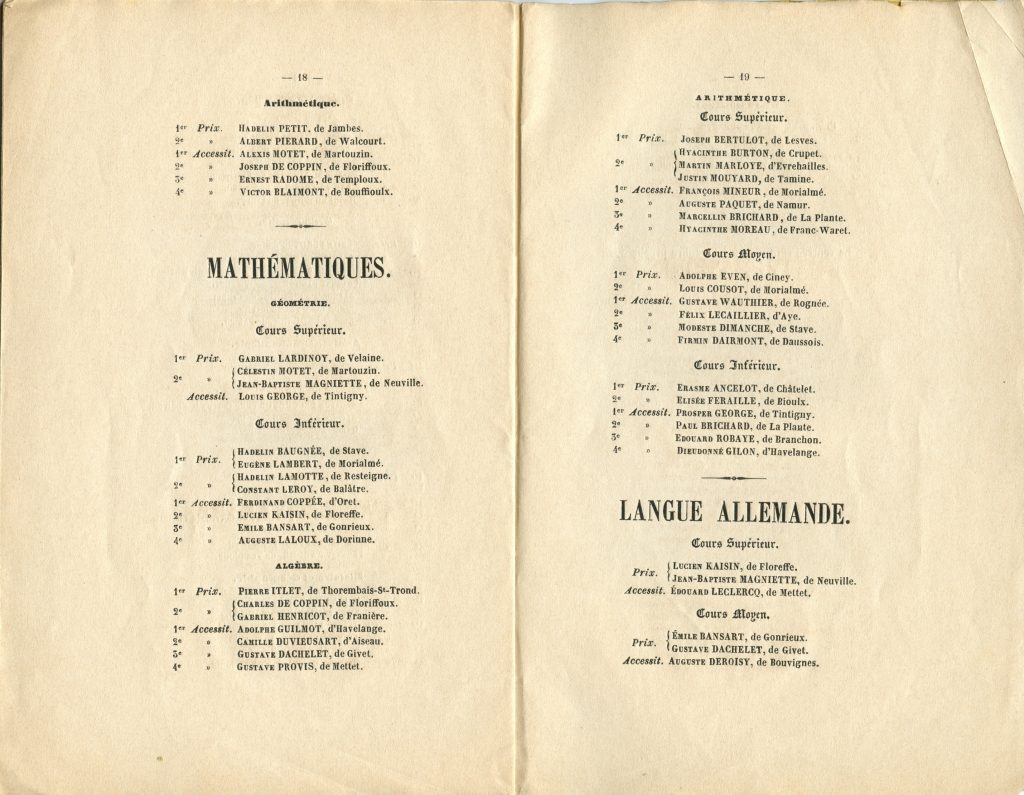 — 18 —
Arithmétique.
1er Prix. HADELIN PETIT, de Jambes.
2e » ALBERT PIERARD, de Walcourt.
1er Accessit. ALEXIS MOTET, de Martouzin.
2e » JOSEPH DE COPPIN, de Floriffoux.
3e » ERNEST RADOME, de Temploux.
4e » VICTOR BLAIMONT, de Bouffioulx.
MATHÉMATIQUES.
GÉOMÉTRIE.
Cours Supérieur.
1er Prix. GABRIEL LARDINOY, de Velaine.
2e » CÉLESTIN MOTET, de Martouzin.
JEAN-BAPTISTE MAGNIETTE, de Neuville.
Accessit. LOUIS GEORGE, de Tintigny.
Cours Inférieur.
1er Prix. HADELIN BAUGNÉE, de Stave.
EUGÈNE LAMBERT, de Morialmé.
2e » HADELIN LAMOTTE, de Resteigne.
CONSTANT LEROY, de Balâtre.
1er Accessit. FERDINAND COPPÉE, d'Oret.
2e » LUCIEN KAISIN, de Floreffe.
3e » EMILE BANSART, de Gonrieux.
4e » AUGUSTE LALOUX, de Dorinne.
ALGÈBRE.
1er Prix. PIERRE ITLET, de Thorembais-St-Trond.
2e » CHARLES DE COPPIN, de Floriffoux.
GABRIEL HENRICOT, de Franière.
1er Accessit. ADOLPHE GUILMOT, d'Havelange.
2e » CAMILLE DUVIEUSART, d'Aiseau.
3e » GUSTAVE DACHELET, de Givet.
4e » GUSTAVE PROVIS, de Mettet.
— 19 —
ARITHMÉTIQUE.
Cours Supérieur.
1er Prix. JOSEPH BERTULOT, de Lesves.
HYACINTHE BURTON, de Crupet.
2e » MARTIN MARLOYE, d'Evrehailles.
JUSTIN MOUYARD, de Tamine.
1er Accessit. FRANÇOIS MINEUR, de Morialmé.
2e » AUGUSTE PAQUET, de Namur.
3e » MARCELLIN BRICHARD, de La Plante.
4e » HYACINTHE MOREAU, de Franc-Waret.
Cours Moyen.
1er Prix. ADOLPHE EVEN, de Ciney.
2e » LOUIS COUSOT, de Morialmé.
1er Accessit. GUSTAVE WAUTHIER, de Rognée.
2e » FÉLIX LECAILLIER, d'Aye.
3e » MODESTE DIMANCHE, de Stave.
4e » FIRMIN DAIRMONT, de Daussois.
Cours Inférieur.
1er Prix. ERASME ANCELOT, de Châtelet.
2e » ELISÉE FERAILLE, de Bioulx.
1er Accessit. PROSPER GEORGE, de Tintigny.
2e » PAUL BRICHARD, de La Plante.
3e » EDOUARD ROBAYE, de Branchon.
4e » DIEUDONNÉ GILON, d'Havelange.
LANGUE ALLEMANDE.
Cours Supérieur.
Prix. LUCIEN KAISIN, de Floreffe.
JEAN-BAPTISTE MAGNIETTE, de Neuville.
Accessit. ÉDOUARD LECLERCQ, de Mettet.
Cours Moyen.
Prix. ÉMILE BANSART, de Gonrieux.
GUSTAVE DACHELET, de Givet.
Accessit. AUGUSTE DEROISY, de Bouvignes.